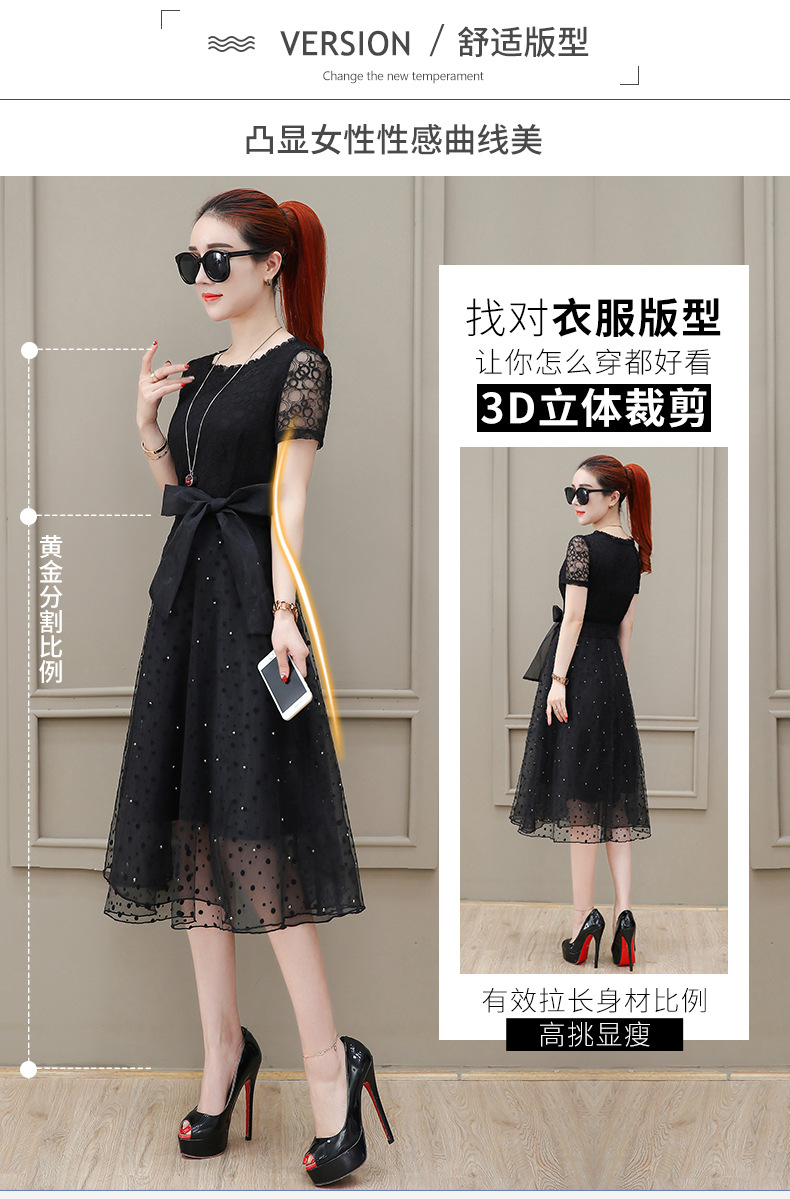 VERSION / 舒适版型
Change the new temperament
凸显女性性感曲线美
找对衣服版型
让你怎么穿都好看
3D立体裁剪
黄金分割比例
有效拉长身材比例
高挑显瘦